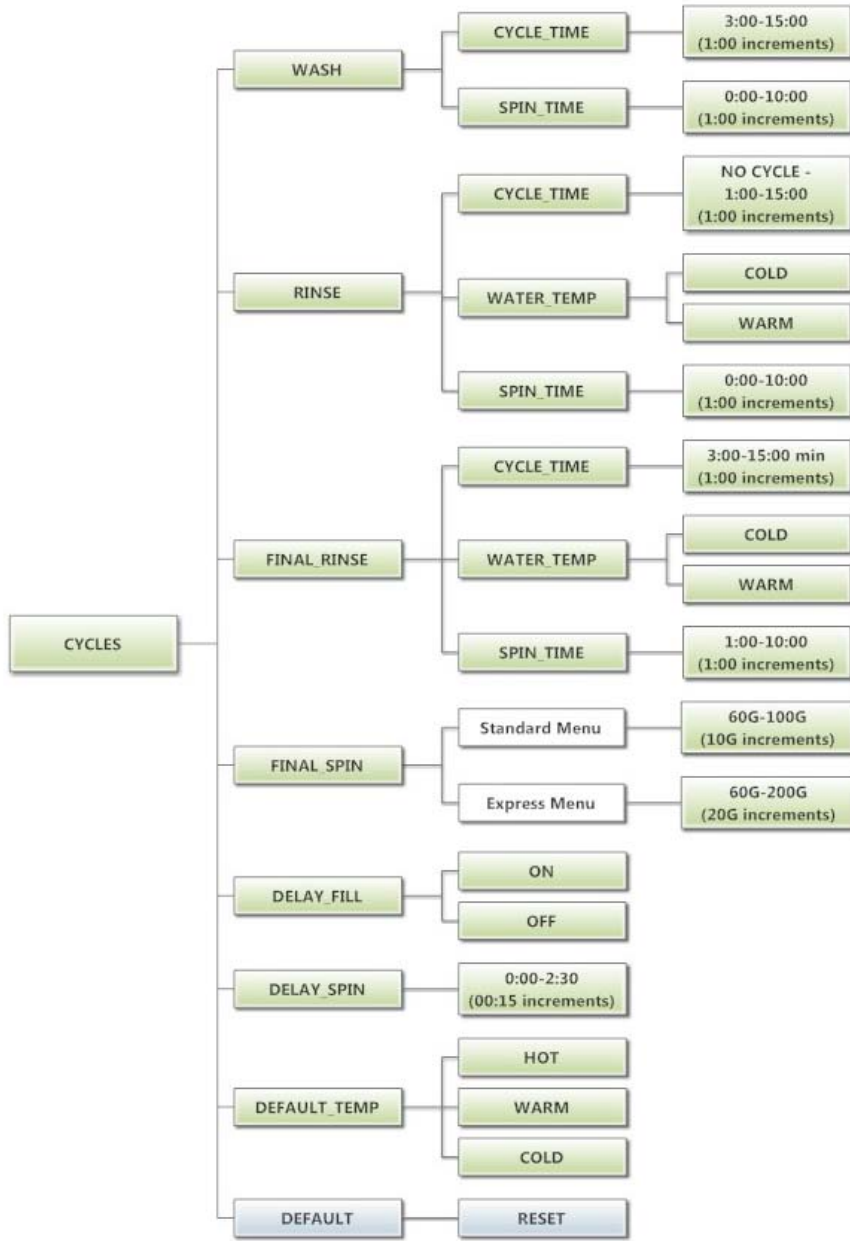 CYCLES
WASH
CYCLE_TIME
3:00-15:00
(1:00 increments)
SPIN_TIME
0:00-10:00
(1:00 increments)
RINSE
CYCLE_TIME
NO CYCLE -
1:00-15:00
(1:00 increments)
WATER_TEMP
COLD
WARM
SPIN_TIME
0:00-10:00
(1:00 increments)
FINAL_RINSE
CYCLE_TIME
3:00-15:00 min
(1:00 increments)
WATER_TEMP
COLD
WARM
SPIN_TIME
1:00-10:00
(1:00 increments)
FINAL_SPIN
Standard Menu
60G-100G
(10G increments)
Express Menu
60G-200G
(20G increments)
DELAY_FILL
ON
OFF
DELAY_SPIN
0:00-2:30
(00:15 increments)
DEFAULT_TEMP
HOT
WARM
COLD
DEFAULT
RESET